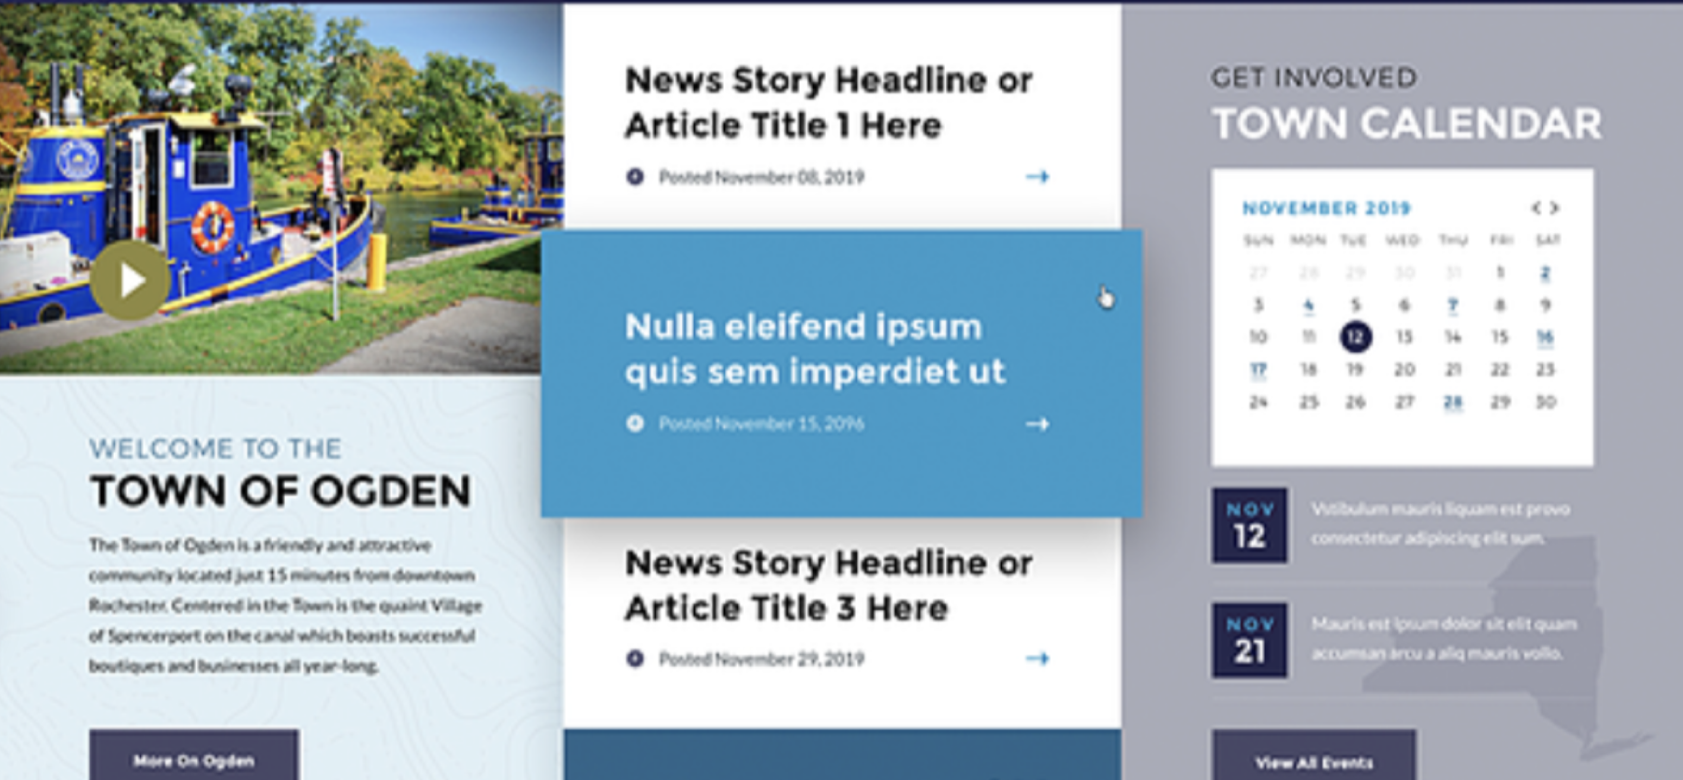 WELCOME TO THE
TOWN OF OGDEN
The Town of Ogden is a friendly and attractive
community located just 15 minutes from downtown
Rochester. Centered in the Town is the quaint Village
of Spencerport on the canal which boasts successful
boutiques and businesses all year-long.
More On Ogden
News Story Headline or
Article Title 1 Here
Posted November 08, 2019
Nulla eleifend ipsum
quis sem imperdiet ut
Posted November 15, 2096
News Story Headline or
Article Title 3 Here
Posted November 29, 2019
GET INVOLVED
TOWN CALENDAR
NOVEMBER 2019 < >
SUN MON TUE WED THU FRI SAT
27 28 29 30 31 1 2
3 4 5 6 7 8 9
10 11 12 13 14 15 16
17 18 19 20 21 22 23
24 25 26 27 28 29 30
NOV
12
Vstibulum mauris liquam est provo
consectetur adipiscing elit sum.
NOV
21
Mauris est ipsum dolor sit elit quam
accumsan arcu a aliq mauris vollo.
View All Events